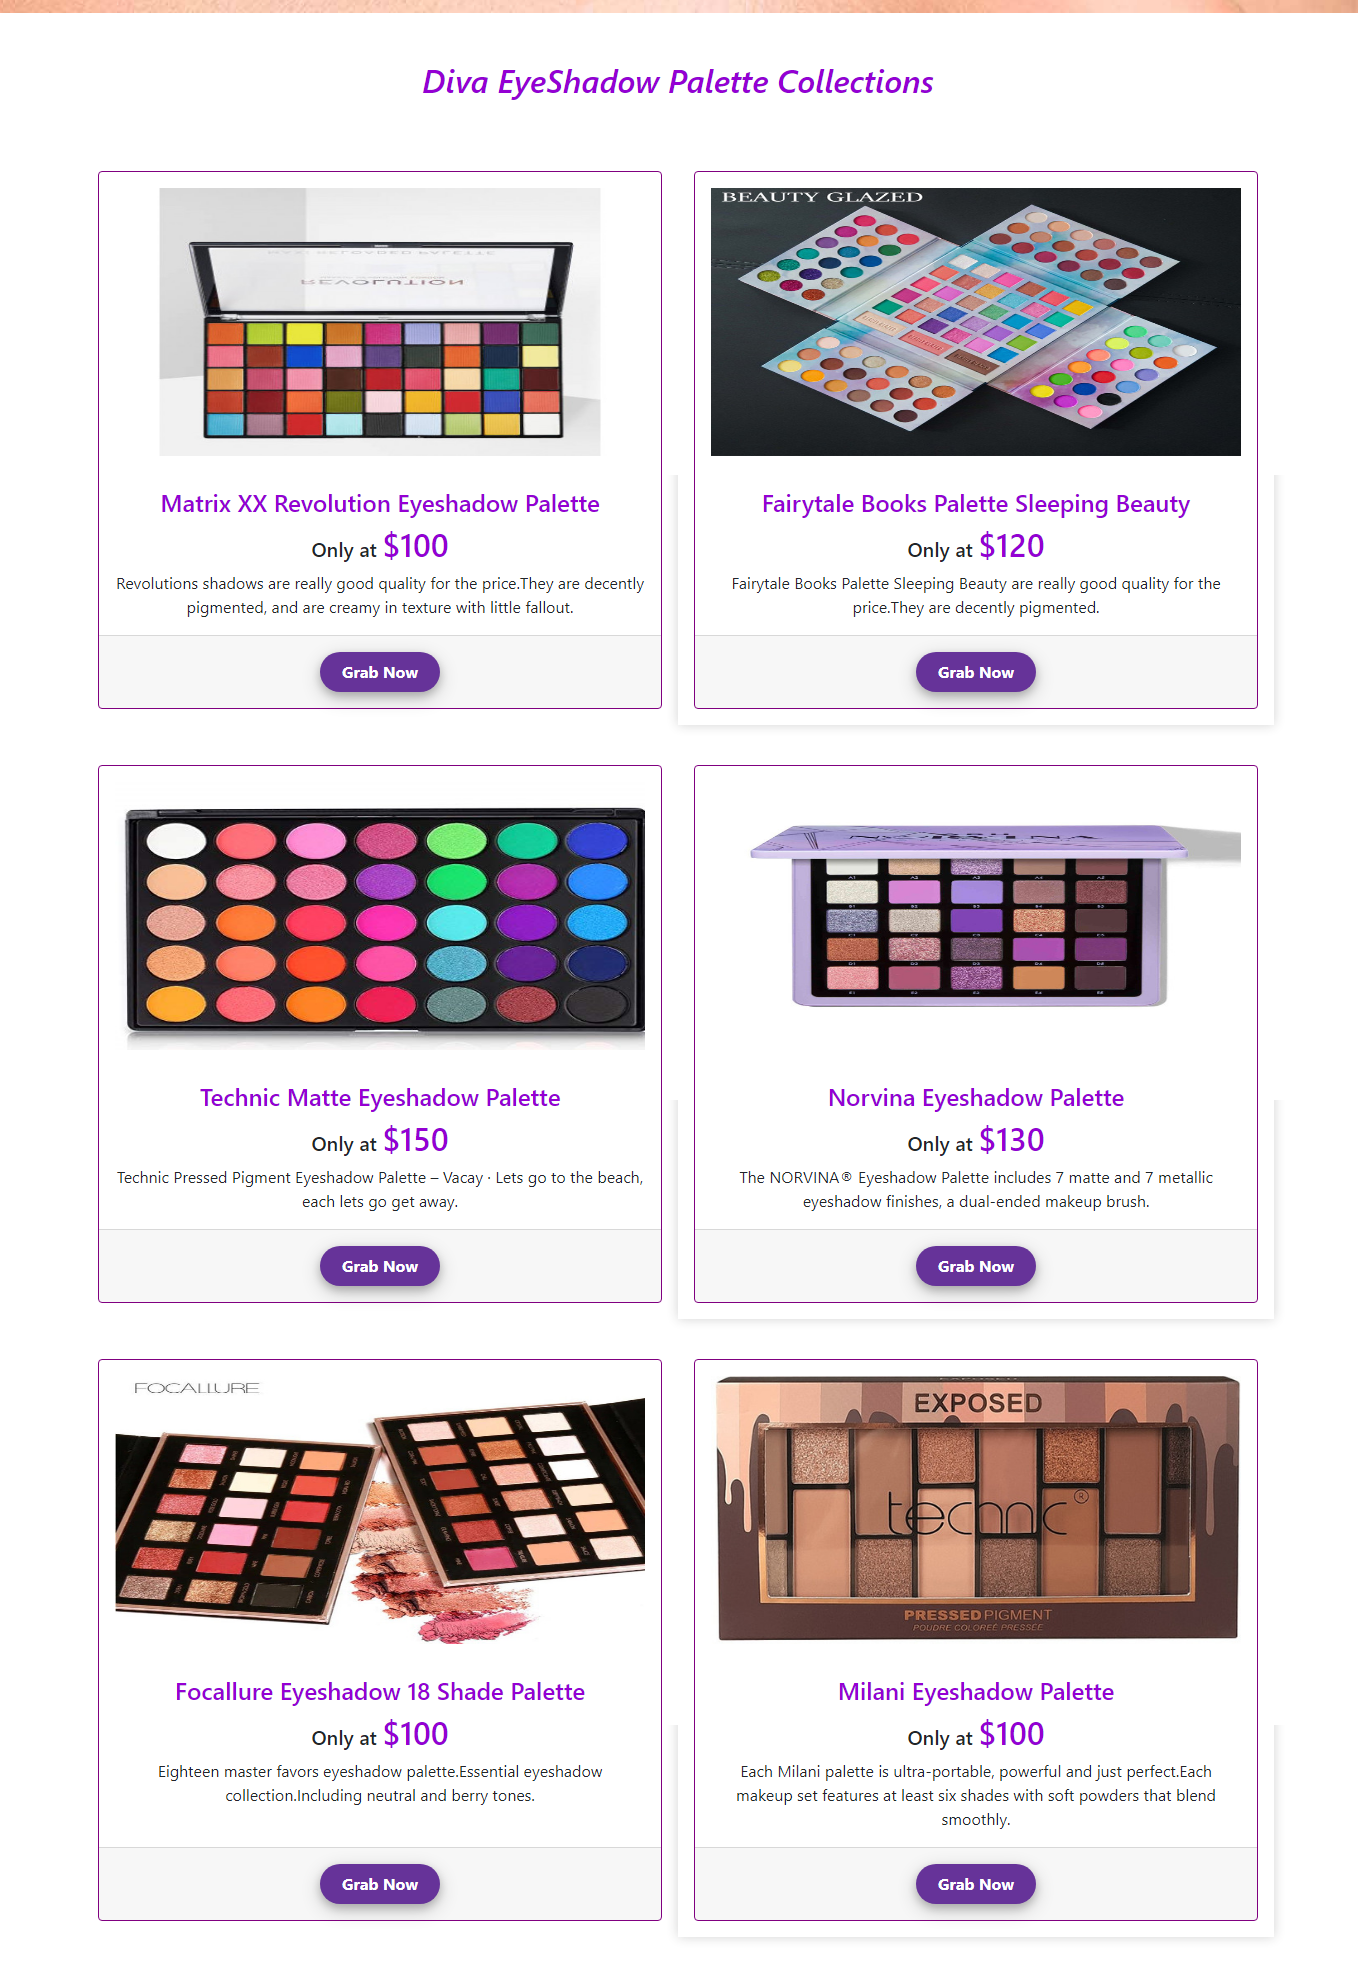 Diva EyeShadow Palette Collections
REVOLUTION
Matrix XX Revolution Eyeshadow Palette
Only at $100
Revolutions shadows are really good quality for the price.They are decently
pigmented, and are creamy in texture with little fallout.
Grab Now
BEAUTY GLAZED
Fairytale Books Palette Sleeping Beauty
Only at $120
Fairytale Books Palette Sleeping Beauty are really good quality for the
price.They are decently pigmented.
Grab Now
Technic Matte Eyeshadow Palette
Only at $150
Technic Pressed Pigment Eyeshadow Palette – Vacay · Lets go to the beach,
each lets go get away.
Grab Now
Norvina Eyeshadow Palette
Only at $130
The NORVINA® Eyeshadow Palette includes 7 matte and 7 metallic
eyeshadow finishes, a dual-ended makeup brush.
Grab Now
FOCALLURE
Focallure Eyeshadow 18 Shade Palette
Only at $100
Eighteen master favors eyeshadow palette.Essential eyeshadow
collection.Including neutral and berry tones.
Grab Now
EXPOSED
technic®
PRESSED PIGMENT
POUDRE COLORÉE PRESSÉE
Milani Eyeshadow Palette
Only at $100
Each Milani palette is ultra-portable, powerful and just perfect.Each
makeup set features at least six shades with soft powders that blend
smoothly.
Grab Now